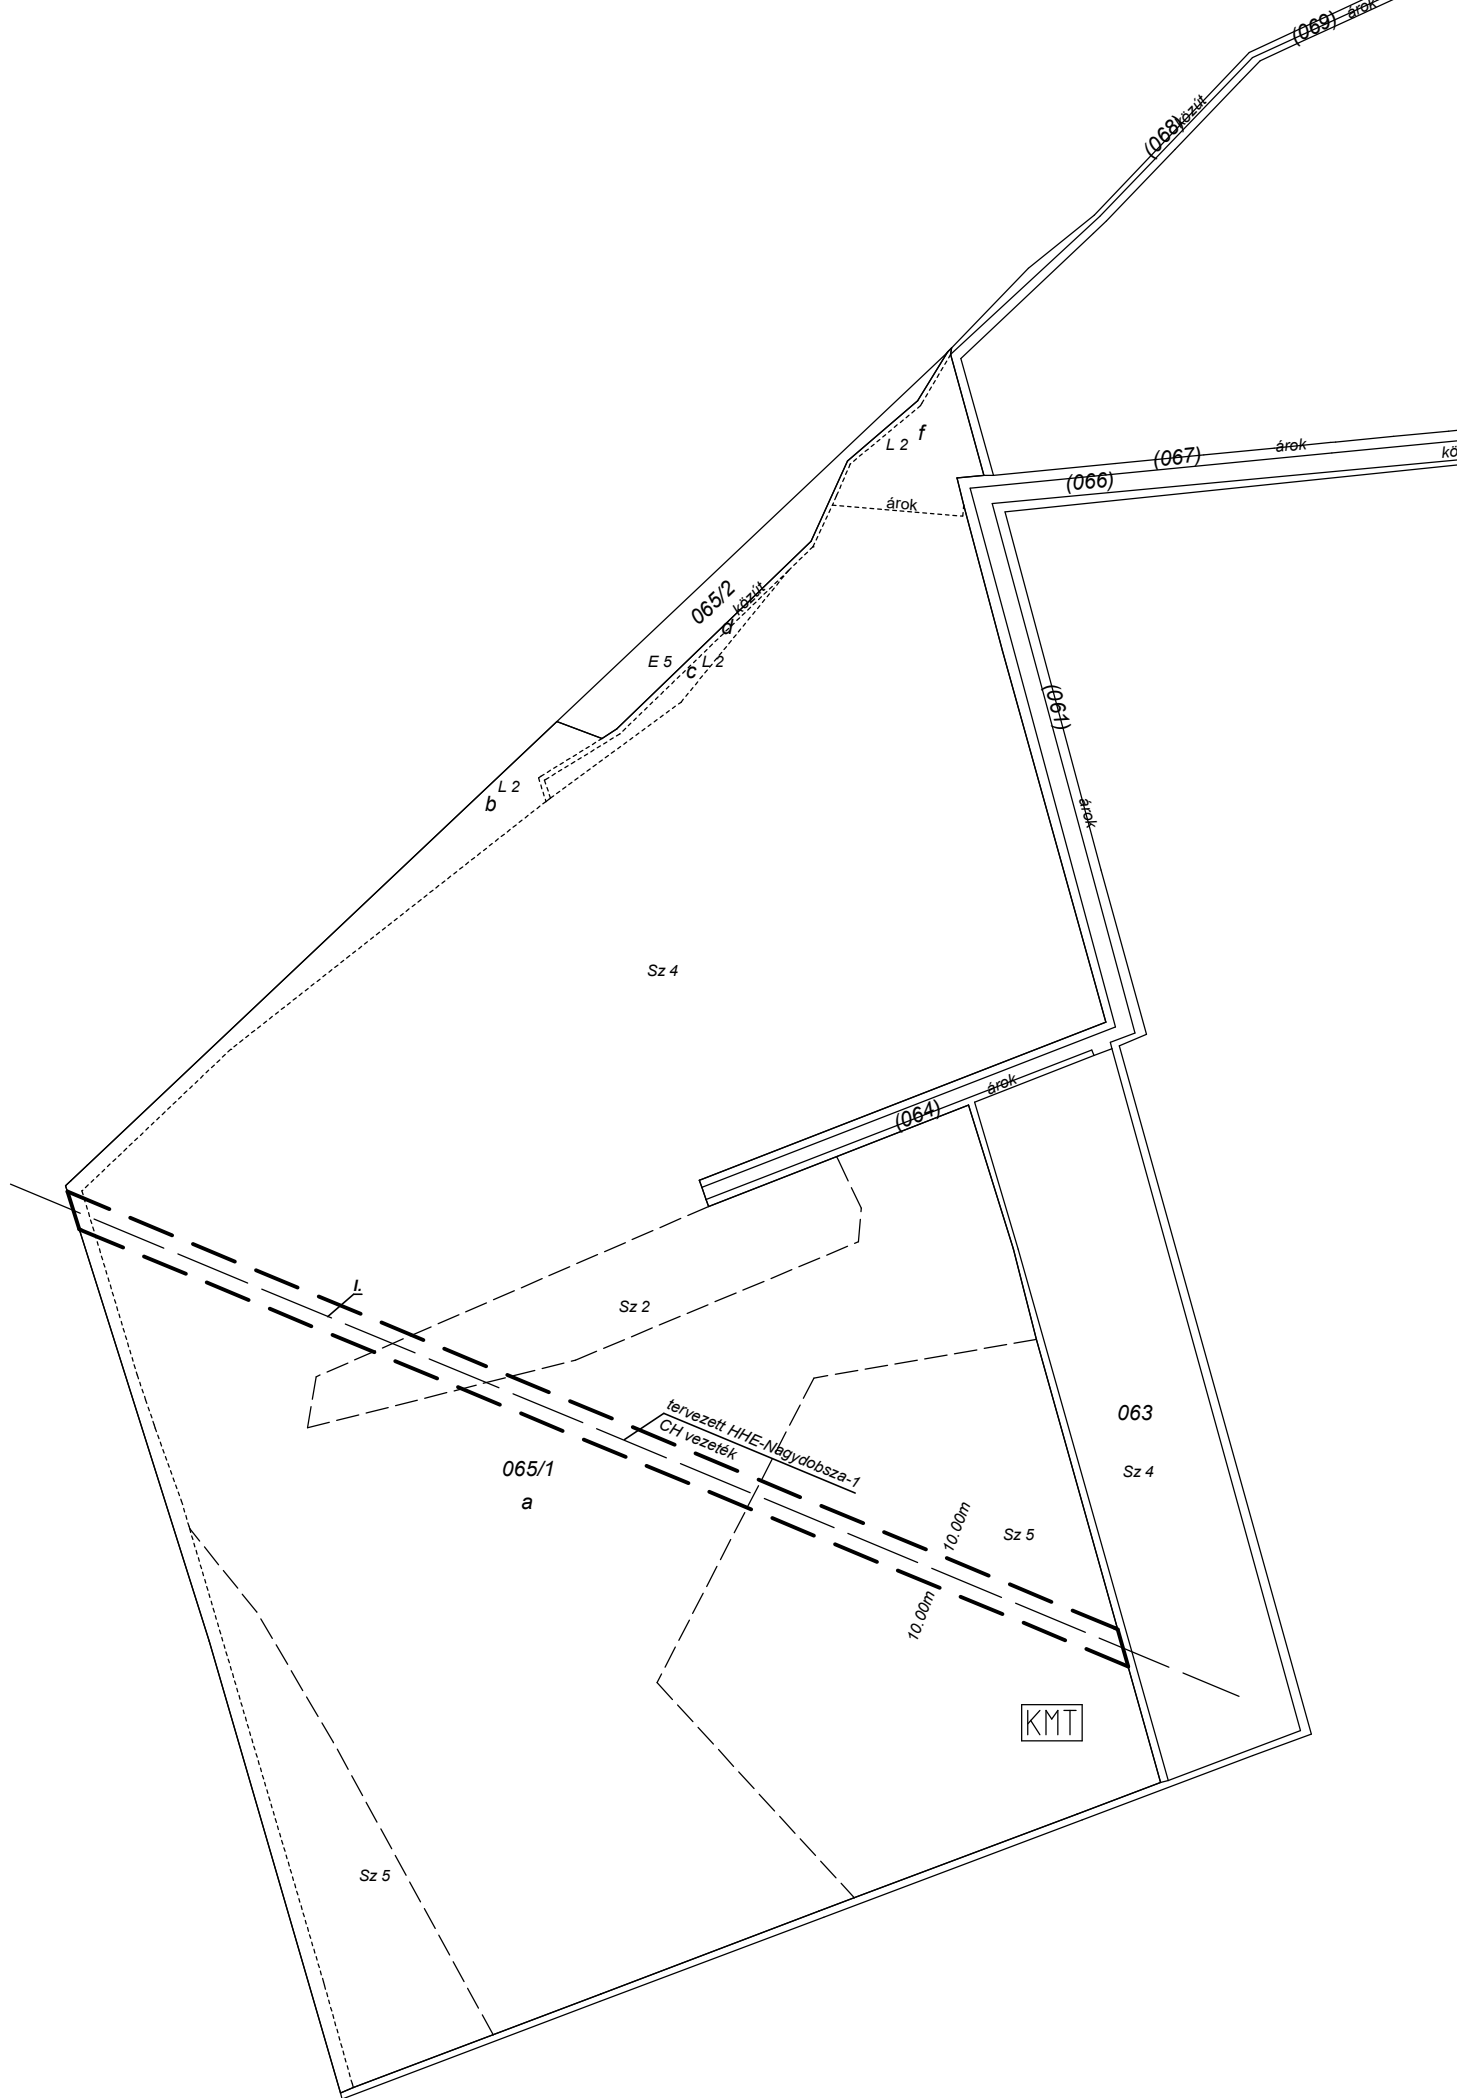 (069) árok
(068) közút
f
L 2
(067) árok
(066)
kö
árok
065/2 közút
d
E 5
c L 2
(061)
L 2
b
árok
Sz 4
árok
(064)
I.
Sz 2
tervezett HHE-Nagydobsza-1
CH vezeték
063
065/1
Sz 4
a
10.00m
Sz 5
10.00m
KMT
Sz 5